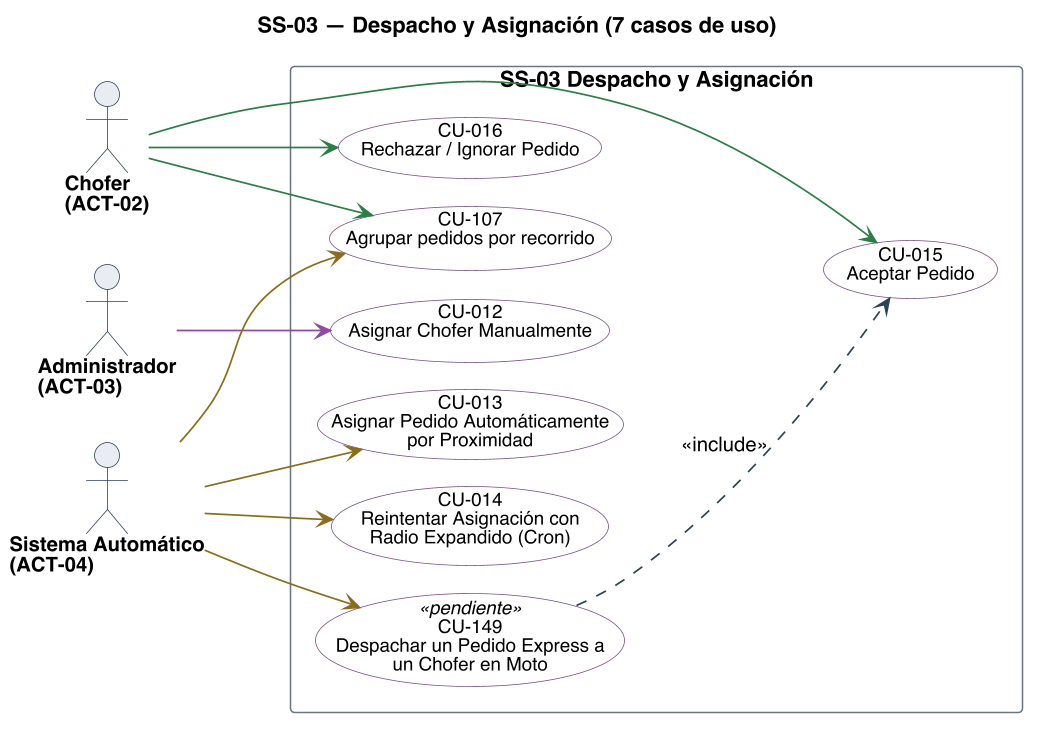 SS-03 — Despacho y Asignación (7 casos de uso)
SS-03 Despacho y Asignación
Chofer
(ACT-02)
CU-016
Rechazar / Ignorar Pedido
CU-107
Agrupar pedidos por recorrido
CU-015
Aceptar Pedido
Administrador
(ACT-03)
CU-012
Asignar Chofer Manualmente
CU-013
Asignar Pedido Automáticamente
por Proximidad
«include»
Sistema Automático
(ACT-04)
CU-014
Reintentar Asignación con
Radio Expandido (Cron)
«pendiente»
CU-149
Despachar un Pedido Express a
un Chofer en Moto